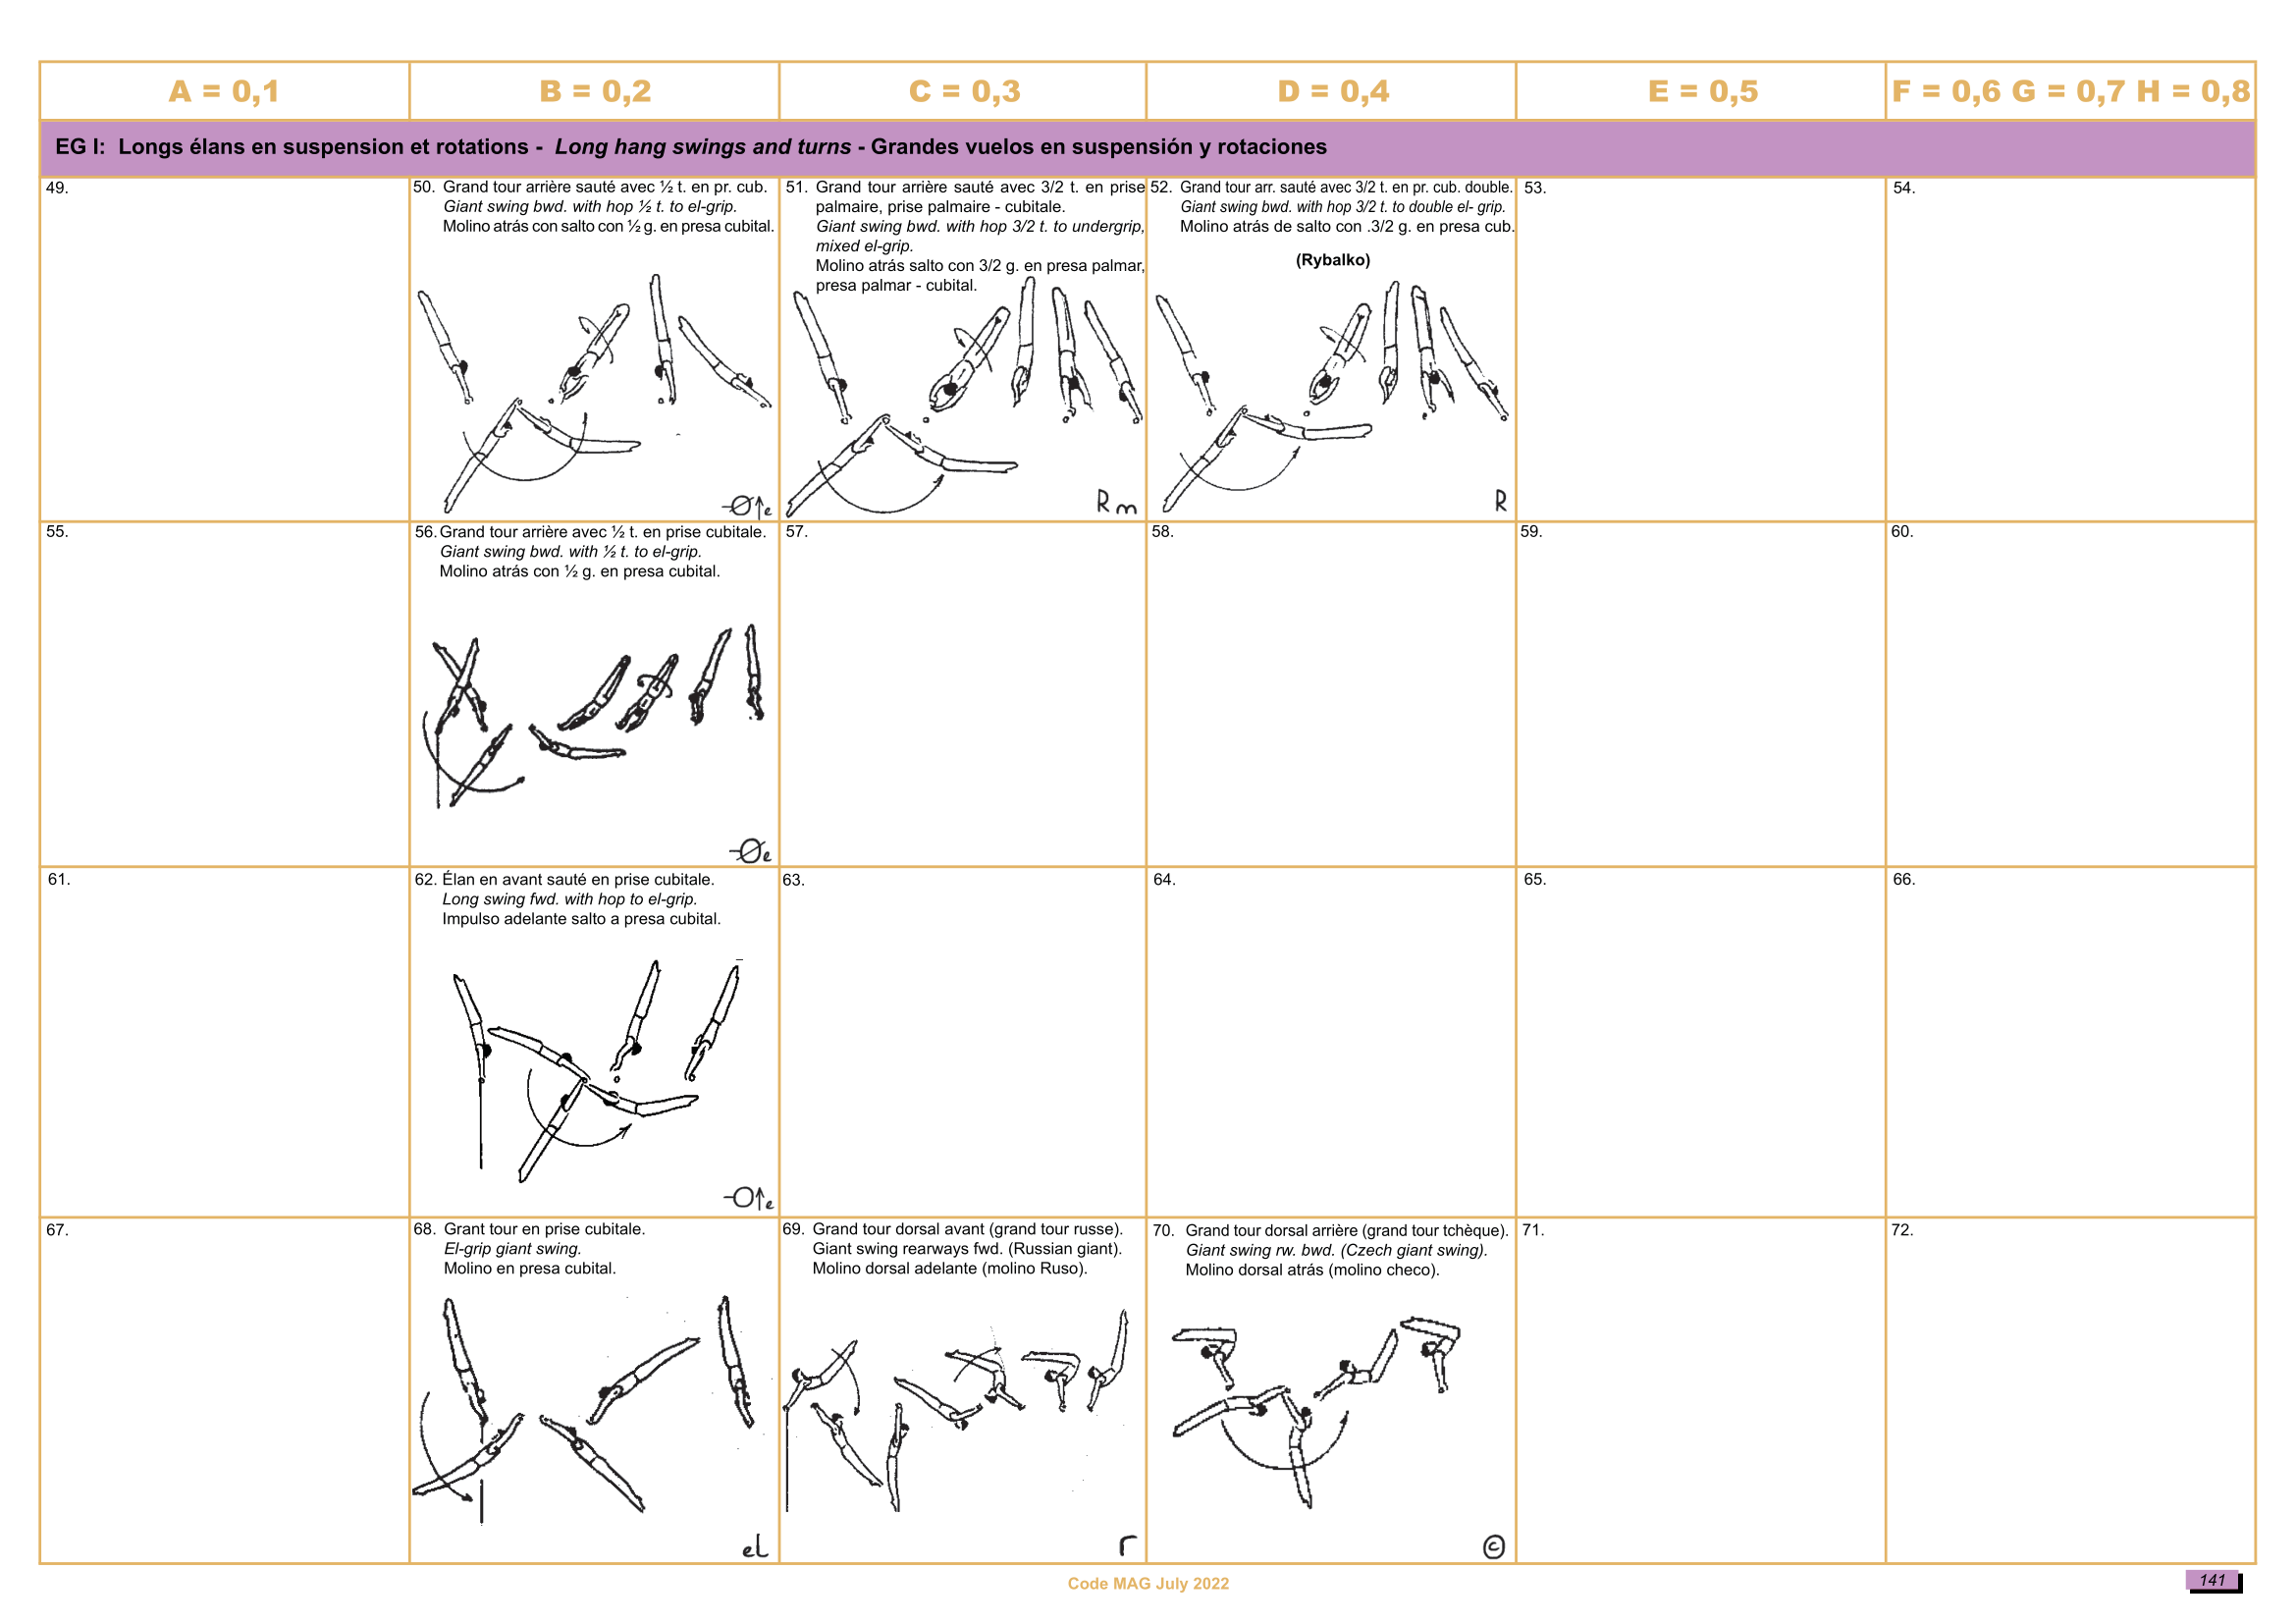 A = 0,1
B = 0,2
C = 0,3
D = 0,4
E = 0,5
F = 0,6 G = 0,7 H = 0,8
EG I: Longs élans en suspension et rotations - Long hang swings and turns - Grandes vuelos en suspensión y rotaciones
49.
50. Grand tour arrière sauté avec ½ t. en pr. cub.
Giant swing bwd. with hop ½ t. to el-grip.
Molino atrás con salto con ½ g. en presa cubital.
e
51. Grand tour arrière sauté avec 3/2 t. en prise
palmaire, prise palmaire - cubitale.
Giant swing bwd. with hop 3/2 t. to undergrip,
mixed el-grip.
Molino atrás salto con 3/2 g. en presa palmar,
presa palmar - cubital.
R m
52. Grand tour arr. sauté avec 3/2 t. en pr. cub. double.
Giant swing bwd. with hop 3/2 t. to double el- grip.
Molino atrás de salto con .3/2 g. en presa cub.
(Rybalko)
R
53.
54.
55.
56. Grand tour arrière avec ½ t. en prise cubitale.
Giant swing bwd. with ½ t. to el-grip.
Molino atrás con ½ g. en presa cubital.
e
57.
58.
59.
60.
61.
62. Élan en avant sauté en prise cubitale.
Long swing fwd. with hop to el-grip.
Impulso adelante salto a presa cubital.
e
63.
64.
65.
66.
67.
68. Grant tour en prise cubitale.
El-grip giant swing.
Molino en presa cubital.
el
69. Grand tour dorsal avant (grand tour russe).
Giant swing rearways fwd. (Russian giant).
Molino dorsal adelante (molino Ruso).
r
70. Grand tour dorsal arrière (grand tour tchèque).
Giant swing rw. bwd. (Czech giant swing).
Molino dorsal atrás (molino checo).
©
71.
72.
Code MAG July 2022
141